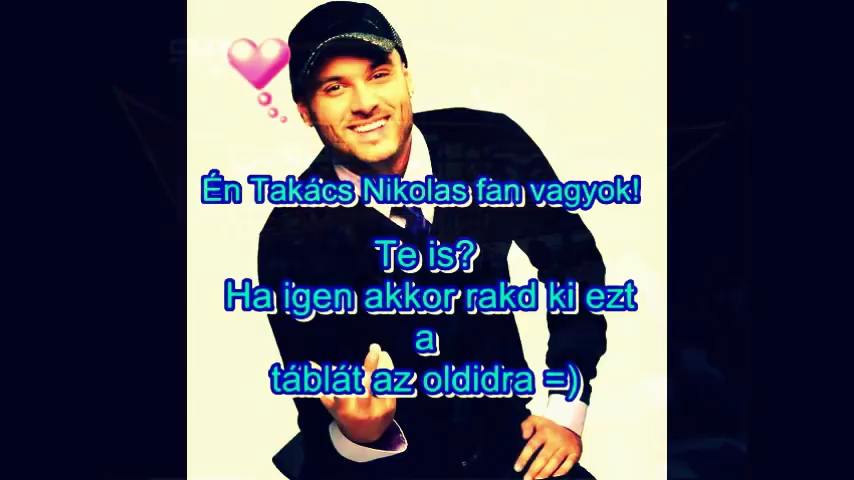 Én Takács Nikolas fan vagyok!
Te is?
Ha igen akkor rakd ki ezt
a
táblát az oldidra =)